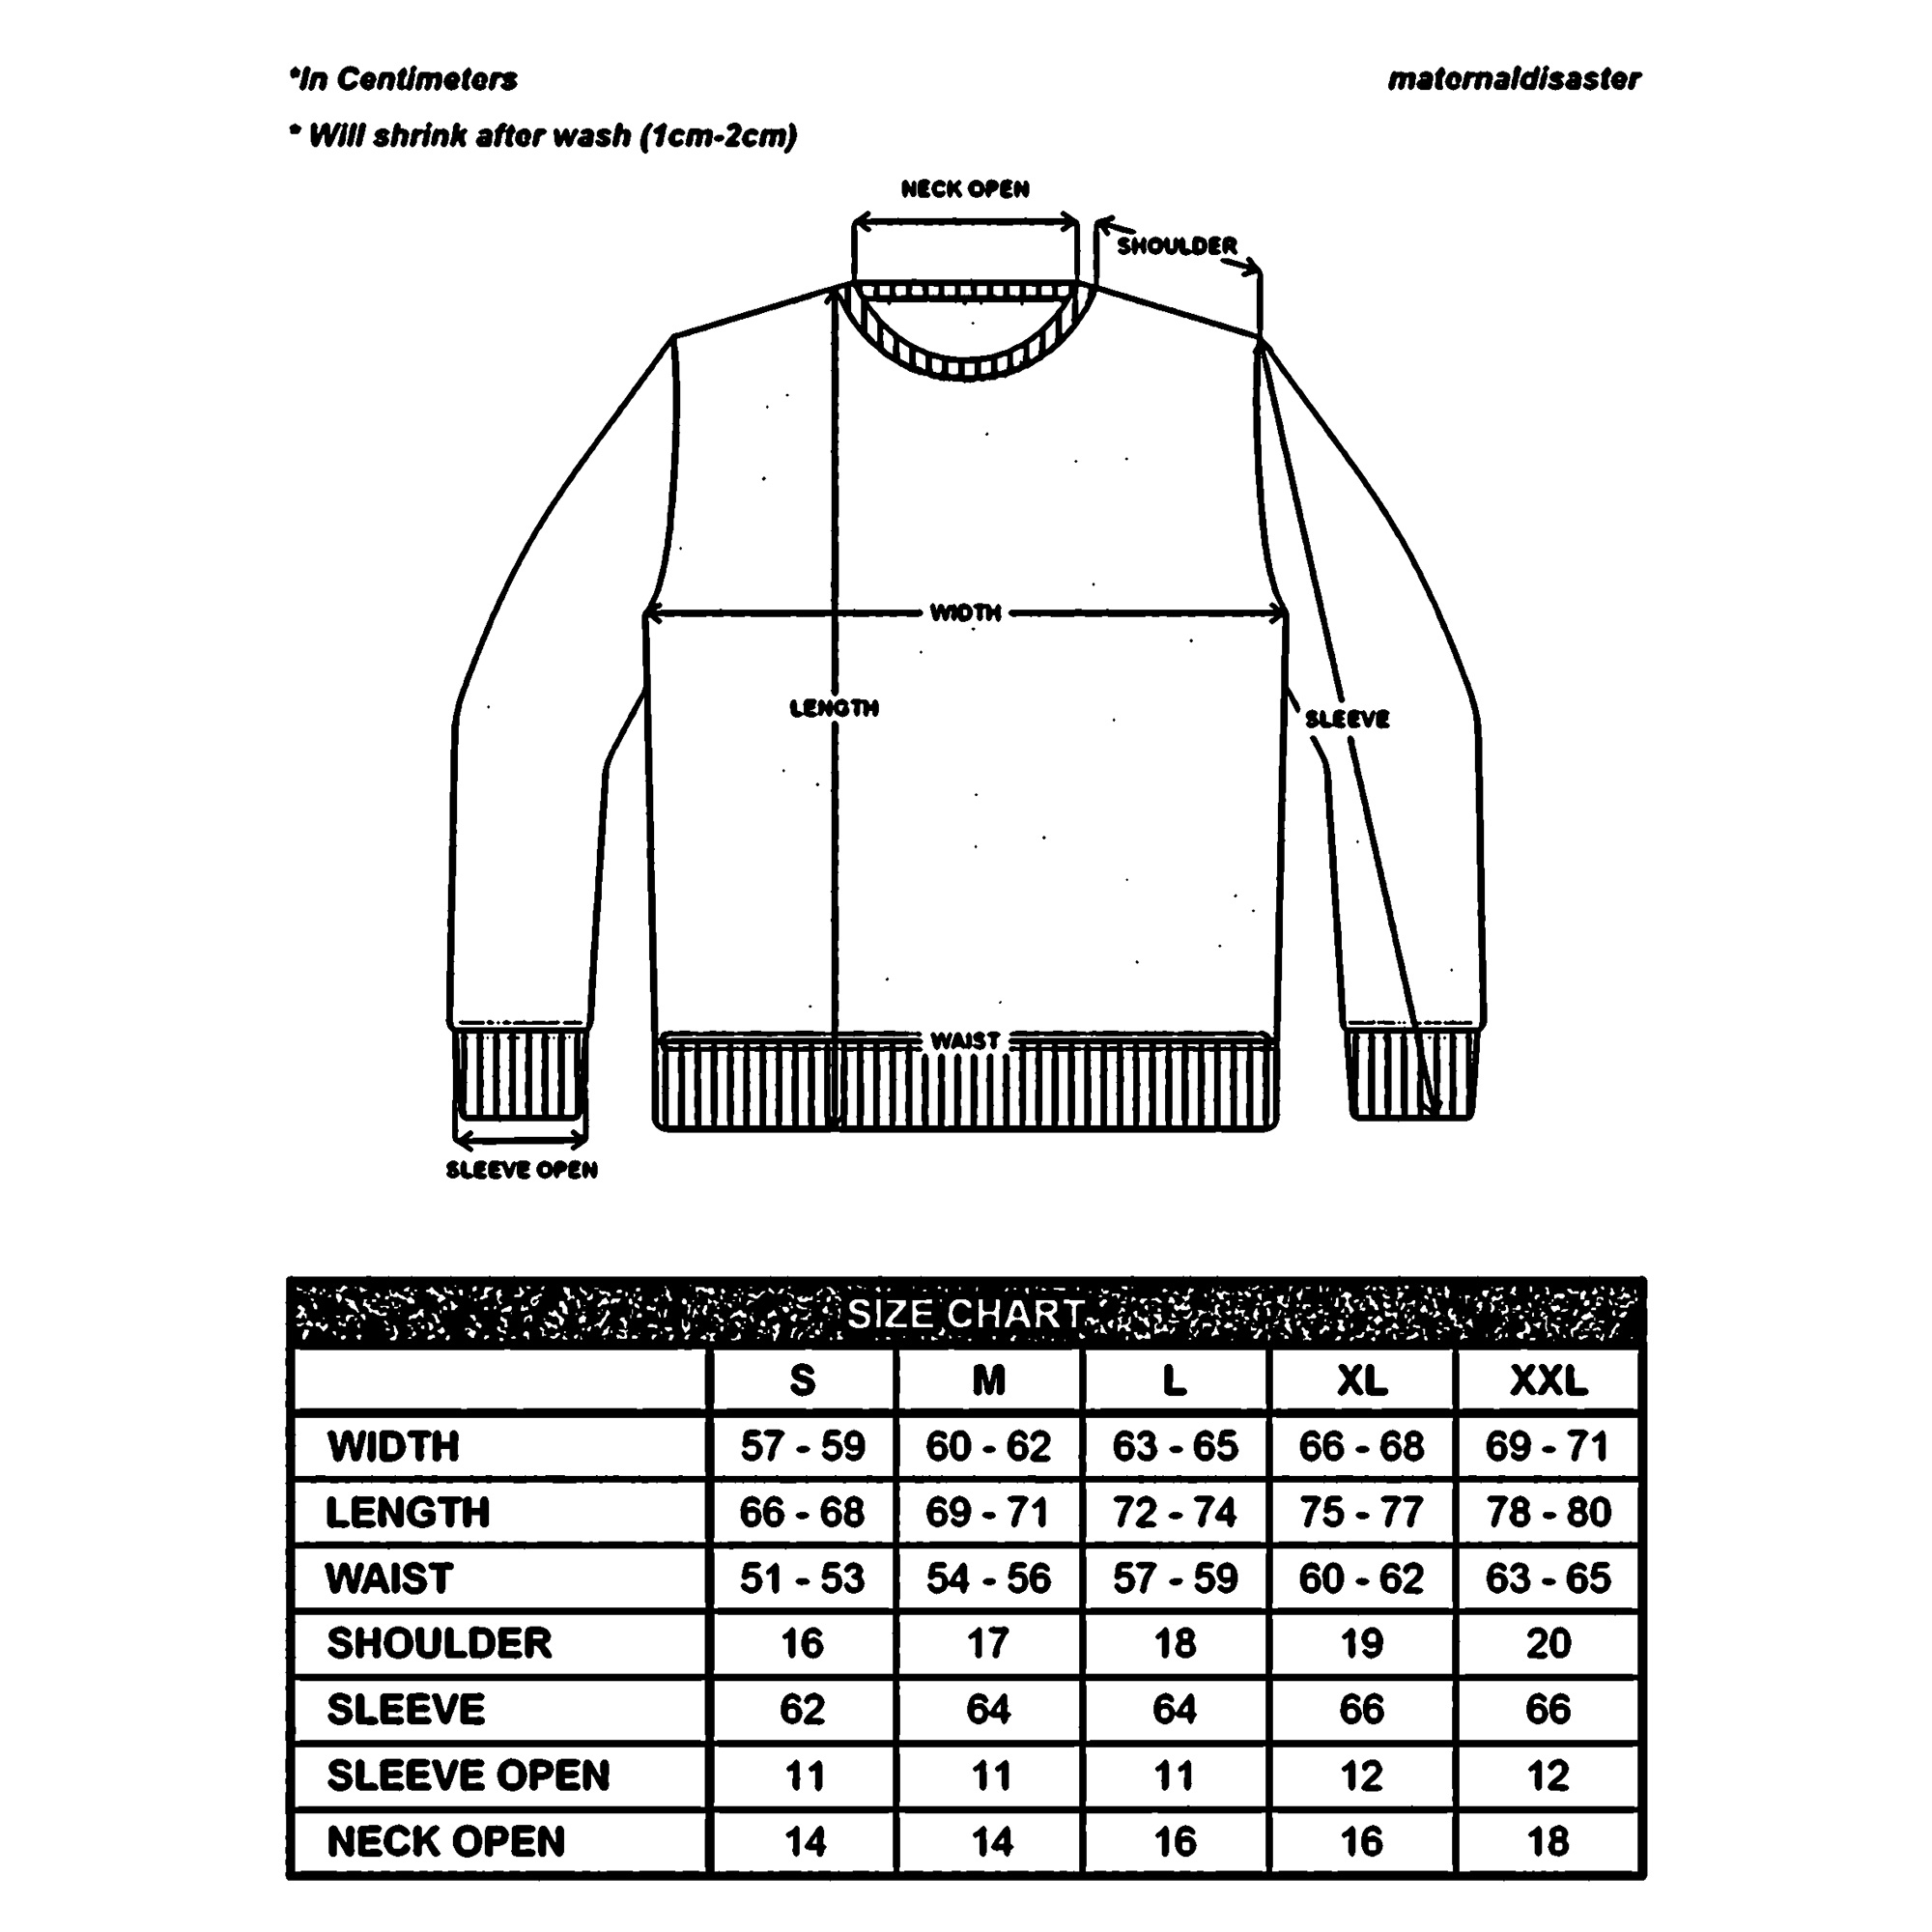 *In Centimeters
maternaldisaster
* Will shrink after wash (1cm-2cm)
NECK OPEN
SHOULDER
WIDTH
LENGTH
SLEEVE
WAIST
SLEEVE OPEN
SIZE CHART
S M L XL XXL
WIDTH 57 - 59 60 - 62 63 - 65 66 - 68 69 - 71
LENGTH 66 - 68 69 - 71 72 - 74 75 - 77 78 - 80
WAIST 51 - 53 54 - 56 57 - 59 60 - 62 63 - 65
SHOULDER 16 17 18 19 20
SLEEVE 62 64 64 66 66
SLEEVE OPEN 11 11 11 12 12
NECK OPEN 14 14 16 16 18